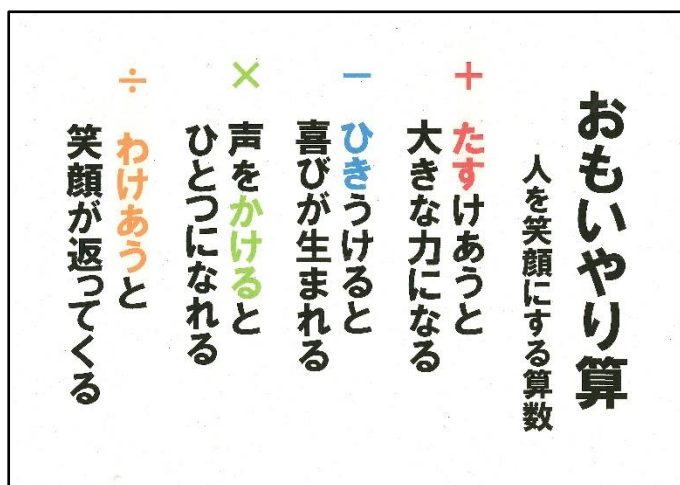 おもいやり算
人を笑顔にする算数
＋ たすけあうと
大きな力になる
－ ひきうけると
喜びが生まれる
× 声をかけると
ひとつになれる
÷ わけあうと
笑顔が返ってくる